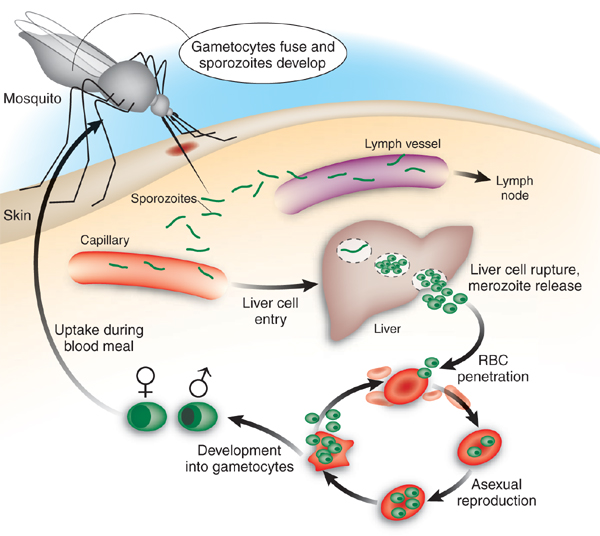 Gametocytes fuse and
sporozoites develop
Mosquito
Lymph vessel
Lymph
node
Sporozoites
Skin
Capillary
Liver cell
entry
Liver
Liver cell rupture,
merozoite release
Uptake during
blood meal
RBC
penetration
♀ ♂
Development
into gametocytes
Asexual
reproduction